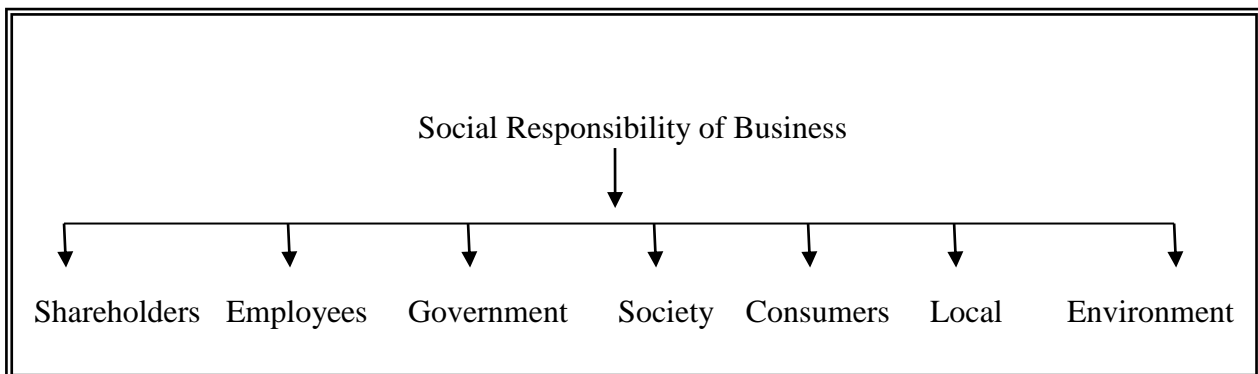 Social Responsibility of Business
Shareholders Employees Government Society Consumers Local Environment